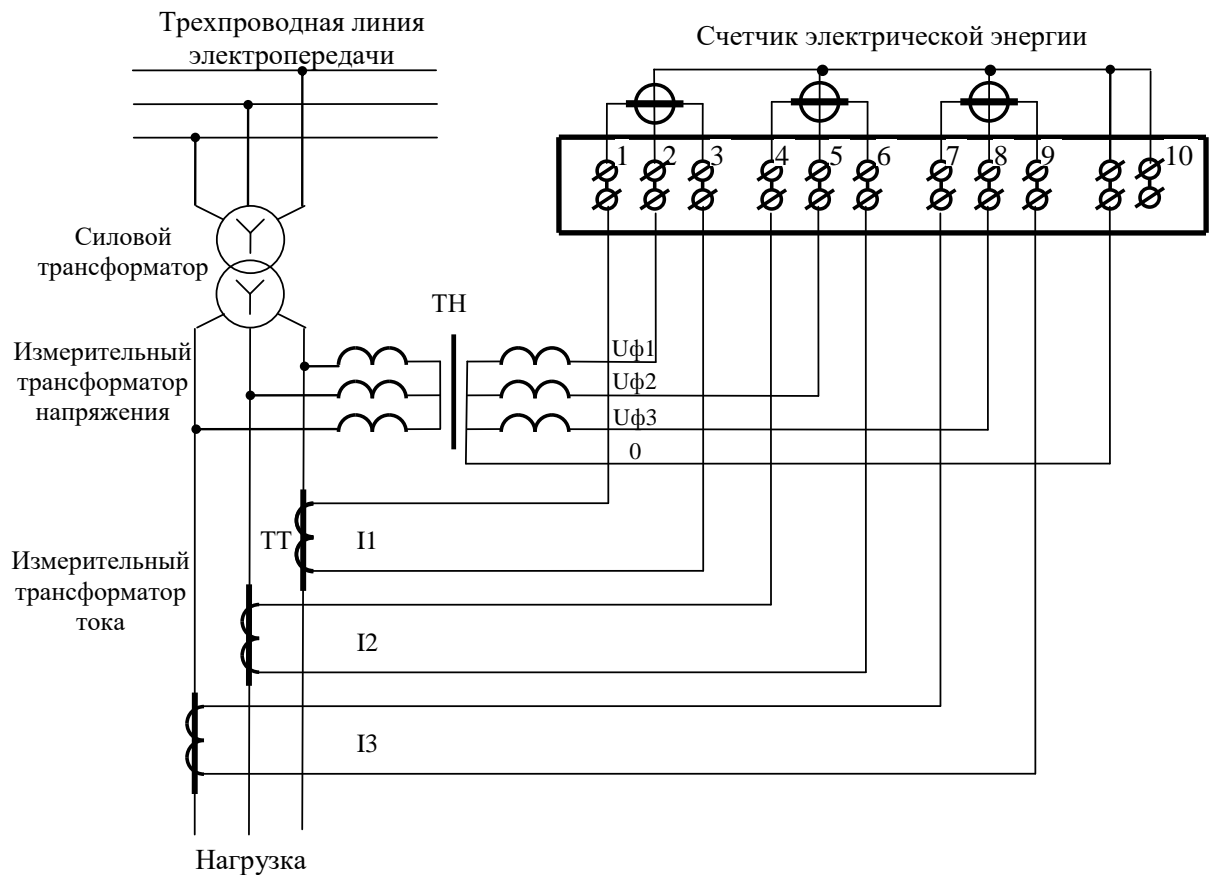 Трехпроводная линия
электропередачи
Счетчик электрической энергии
1 2 3 4 5 6 7 8 9 10
Силовой
трансформатор
ТН
Измерительный
трансформатор
напряжения
Uф1
Uф2
Uф3
0
ТТ
I1
Измерительный
трансформатор
тока
I2
I3
Нагрузка